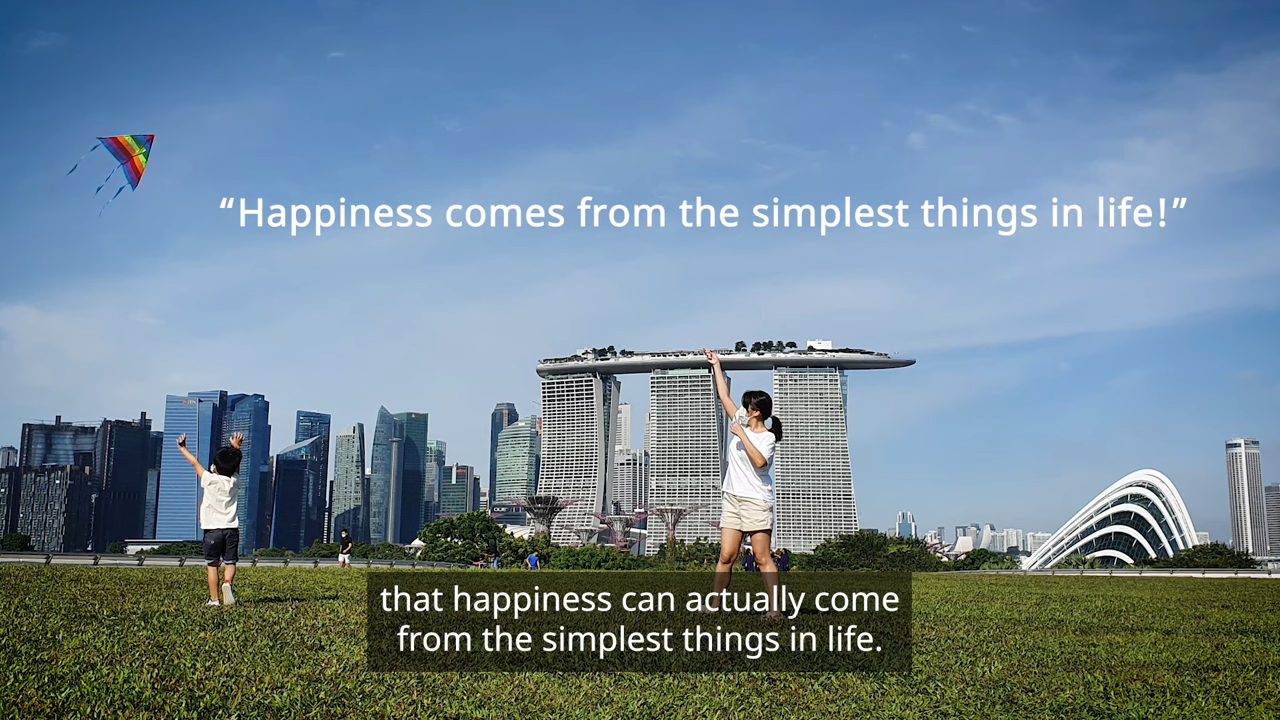 “Happiness comes from the simplest things in life!”
that happiness can actually come
from the simplest things in life.